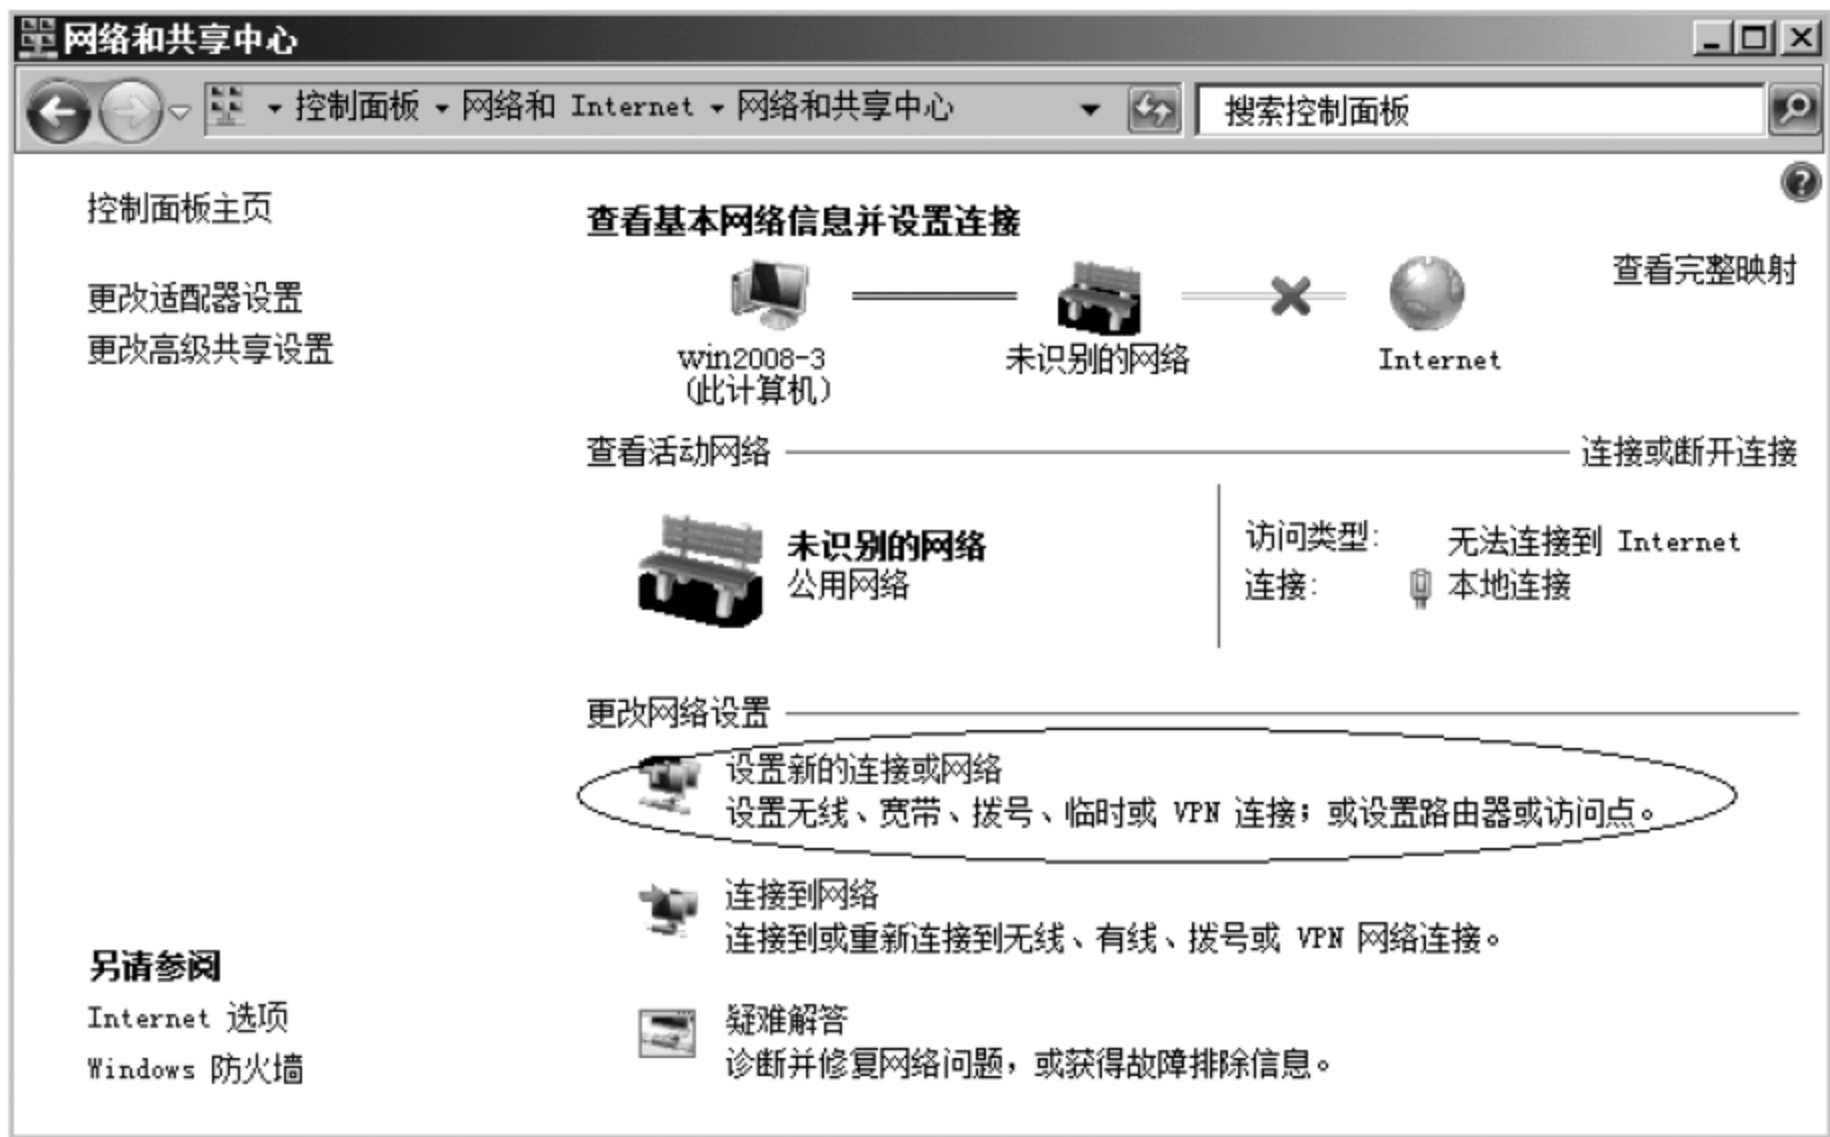 网络和共享中心
控制面板 网络和 Internet 网络和共享中心
搜索控制面板
控制面板主页
更改适配器设置
更改高级共享设置
查看基本网络信息并设置连接
查看完整映射
win2008-3
(此计算机)
未识别的网络
Internet
查看活动网络
连接或断开连接
未识别的网络
公用网络
访问类型: 无法连接到 Internet
连接: 本地连接
更改网络设置
设置新的连接或网络
设置无线、宽带、拨号、临时或 VPN 连接；或设置路由器或访问点。
连接到网络
连接到或重新连接到无线、有线、拨号或 VPN 网络连接。
疑难解答
诊断并修复网络问题，或获得故障排除信息。
另请参阅
Internet 选项
Windows 防火墙